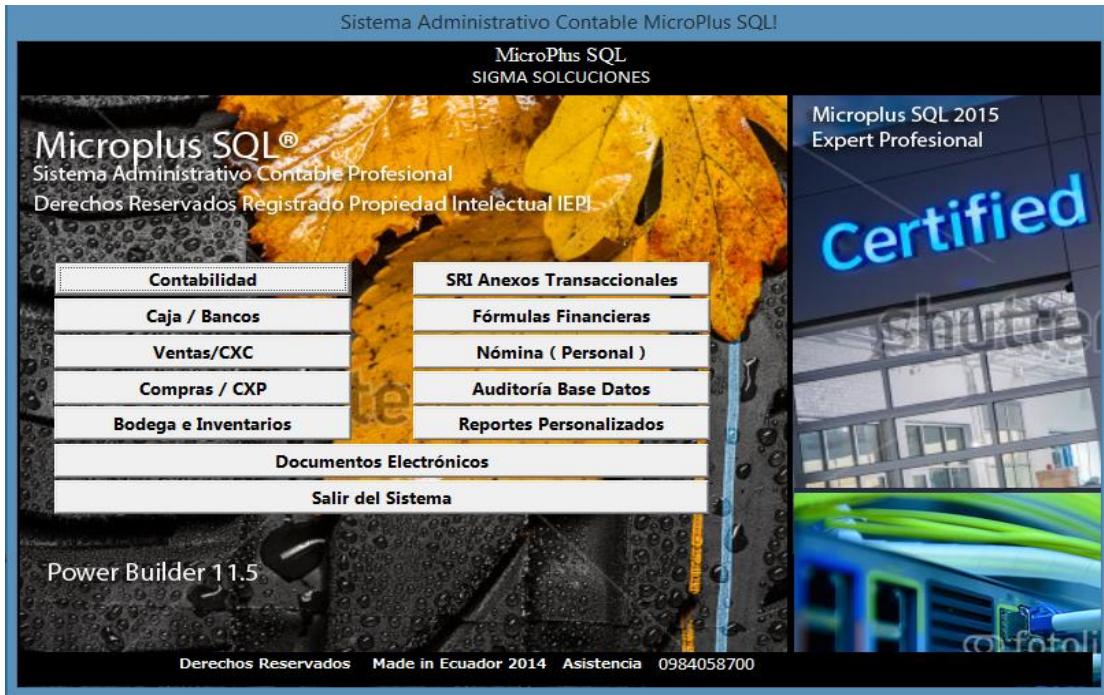 Sistema Administrativo Contable MicroPlus SQL!
MicroPlus SQL
SIGMA SOLCUCIONES
Microplus SQL®
Sistema Administrativo Contable Profesional
Derechos Reservados Registrado Propiedad Intelectual IEPI
Microplus SQL 2015
Expert Profesional
Certified
shutter
Contabilidad
SRI Anexos Transaccionales
Caja / Bancos
Fórmulas Financieras
Ventas/CXC
Nómina ( Personal )
Compras / CXP
Auditoría Base Datos
Bodega e Inventarios
Reportes Personalizados
Documentos Electrónicos
Salir del Sistema
te
Power Builder 11.5
fotoli
Derechos Reservados Made in Ecuador 2014 Asistencia 0984058700